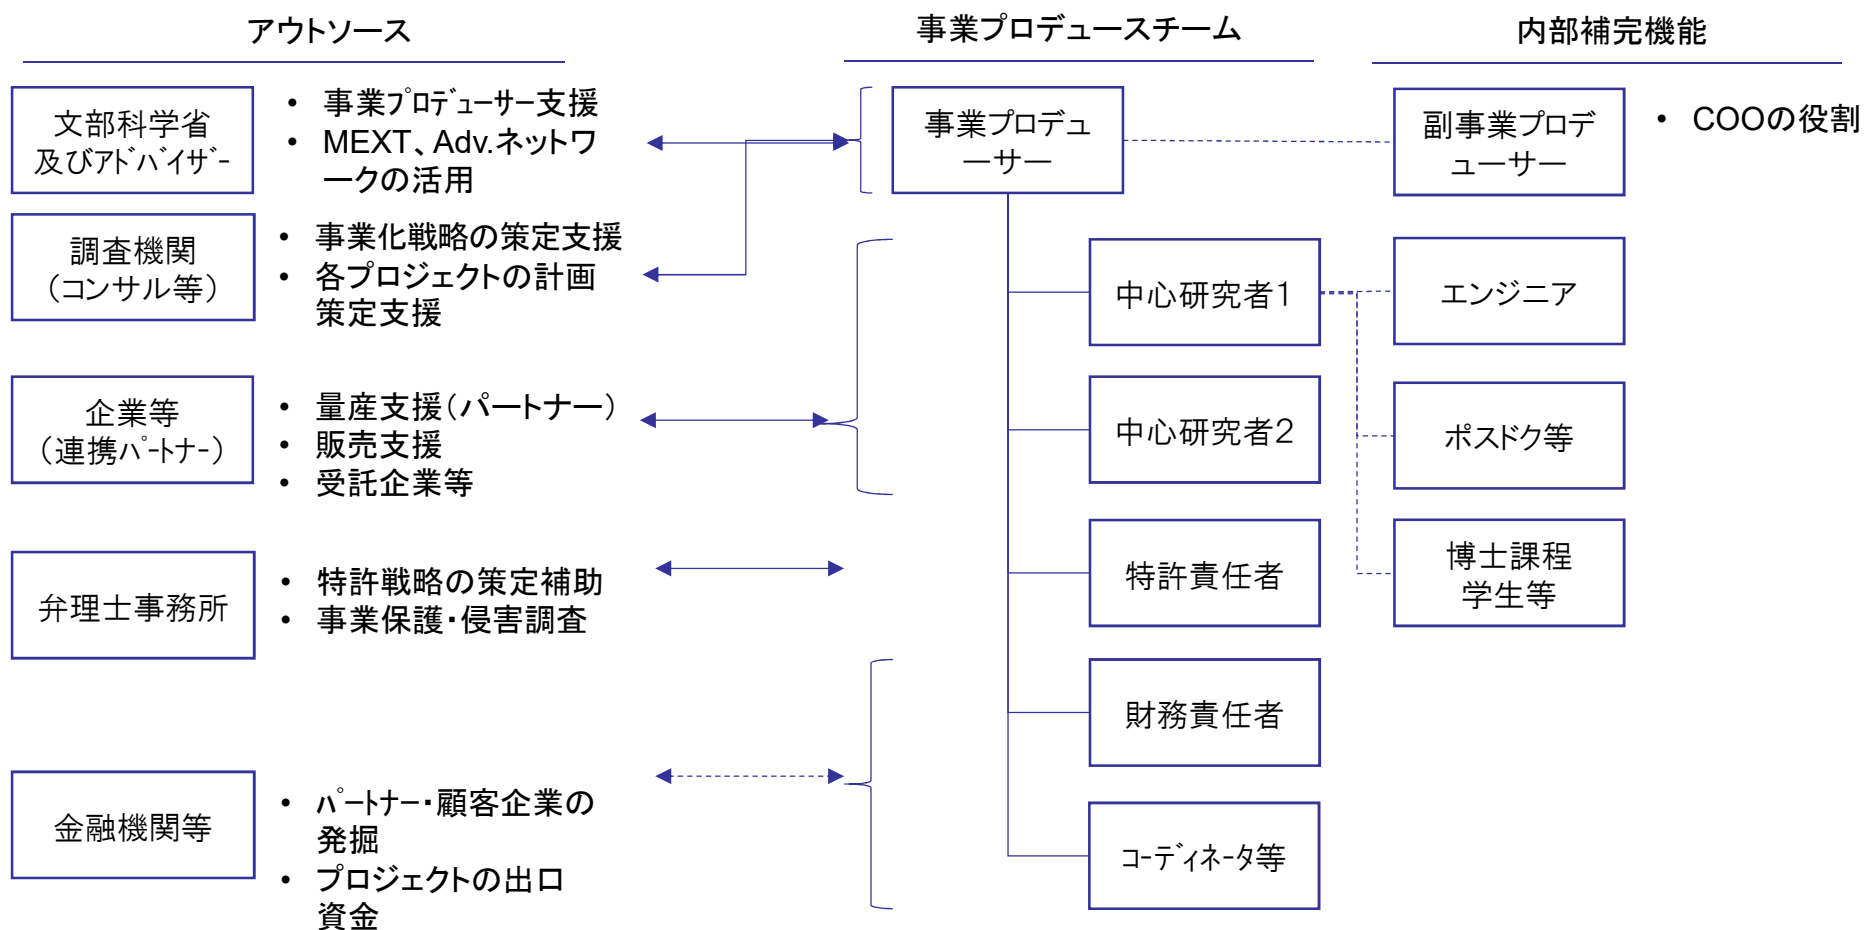 アウトソース
事業プロデュースチーム
内部補完機能
文部科学省
及びｱﾄﾞﾊﾞｲｻﾞｰ
• 事業ﾌﾟﾛﾃﾞｭｰｻｰ支援
• MEXT、Adv.ネットワ
ークの活用
事業プロデュ
ーサー
副事業プロデ
ューサー
• COOの役割
調査機関
（コンサル等）
• 事業化戦略の策定支援
• 各プロジェクトの計画
策定支援
中心研究者1
エンジニア
企業等
（連携ﾊﾟｰﾄﾅｰ）
• 量産支援（パートナー）
• 販売支援
• 受託企業等
中心研究者2
ポスドク等
弁理士事務所
• 特許戦略の策定補助
• 事業保護・侵害調査
特許責任者
博士課程
学生等
財務責任者
金融機関等
• ﾊﾟｰﾄﾅｰ・顧客企業の
発掘
• プロジェクトの出口
資金
ｺｰﾃﾞｨﾈｰﾀ等